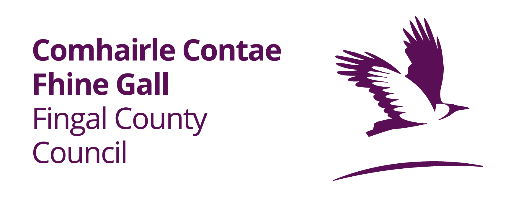 Comhairle Contae
Fhine Gall
Fingal County
Council